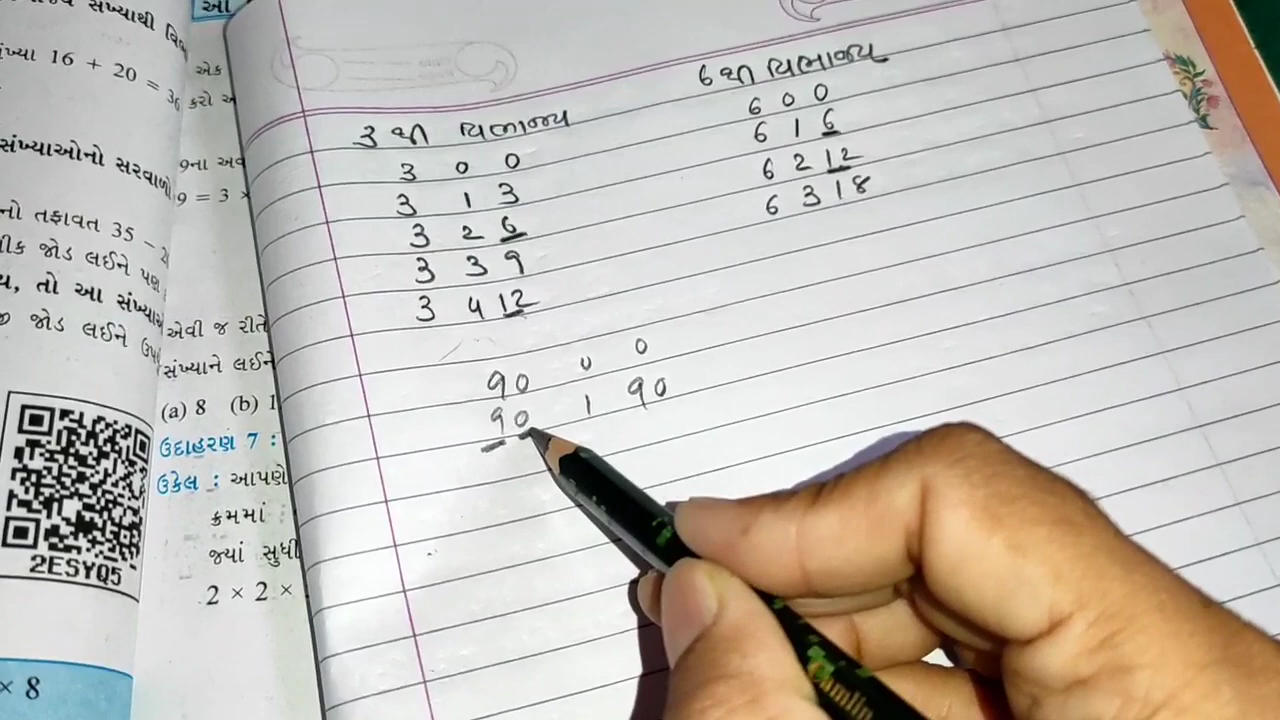 સંખ્યાથી
16 + 20 = 36
સંખ્યાઓનો સરવાળો
તફાવત 35 –
જોડ લઈને પણ
તો આ સંખ્યા
જોડ લઈને
2ESYQ5
× 8
આ
એક
કરો
9ના
9 = 3 ×
એવી જ રીતે
સંખ્યાને લઈને
(a) 8 (b) 1
ઉદાહરણ 7 :
ઉકેલ : આપણે
ક્રમમાં
જ્યાં સુધી
2 × 2 ×
3 થી વિભાજ્ય
3 0 0
3 1 3
3 2 6
3 3 9
3 4 12
6 થી વિભાજ્ય
6 0 0
6 1 6
6 2 12
6 3 18
90 0 0
90 1 90